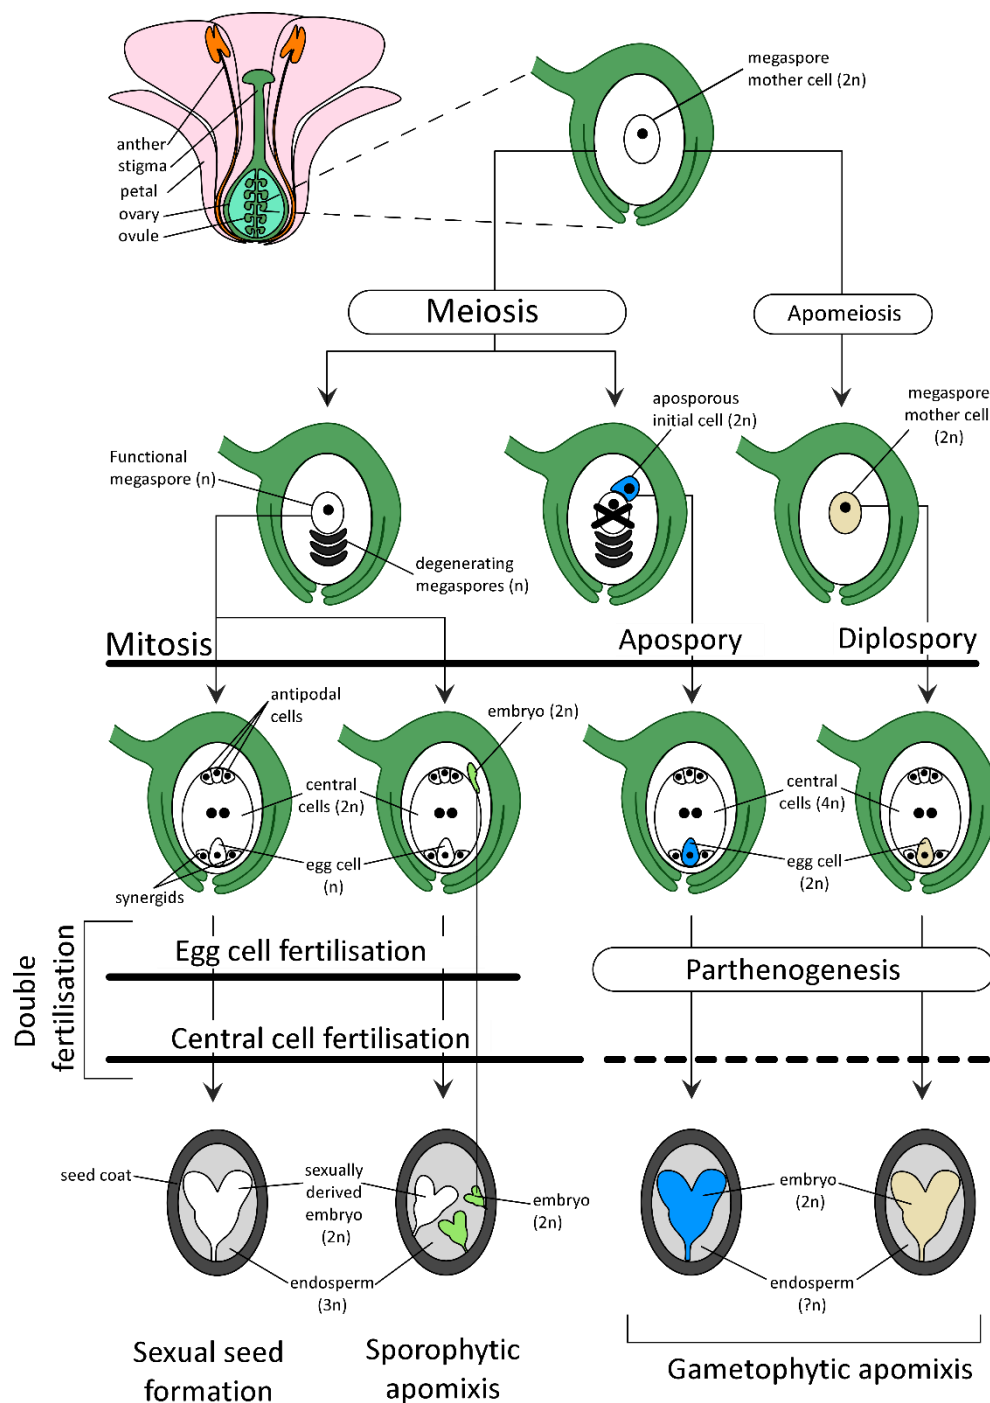 anther
stigma
petal
ovary
ovule
megaspore
mother cell (2n)
Meiosis
Apomeiosis
Functional
megaspore (n)
degenerating
megaspores (n)
aposporous
initial cell (2n)
megaspore
mother cell
(2n)
Mitosis
Apospory
Diplospory
antipodal
cells
embryo (2n)
central
cells (2n)
egg cell
(n)
synergids
central
cells (4n)
egg cell
(2n)
Double
fertilisation
Egg cell fertilisation
Parthenogenesis
Central cell fertilisation
seed coat
sexually
derived
embryo
(2n)
endosperm
(3n)
embryo
(2n)
embryo
(2n)
endosperm
(?n)
Sexual seed
formation
Sporophytic
apomixis
Gametophytic apomixis